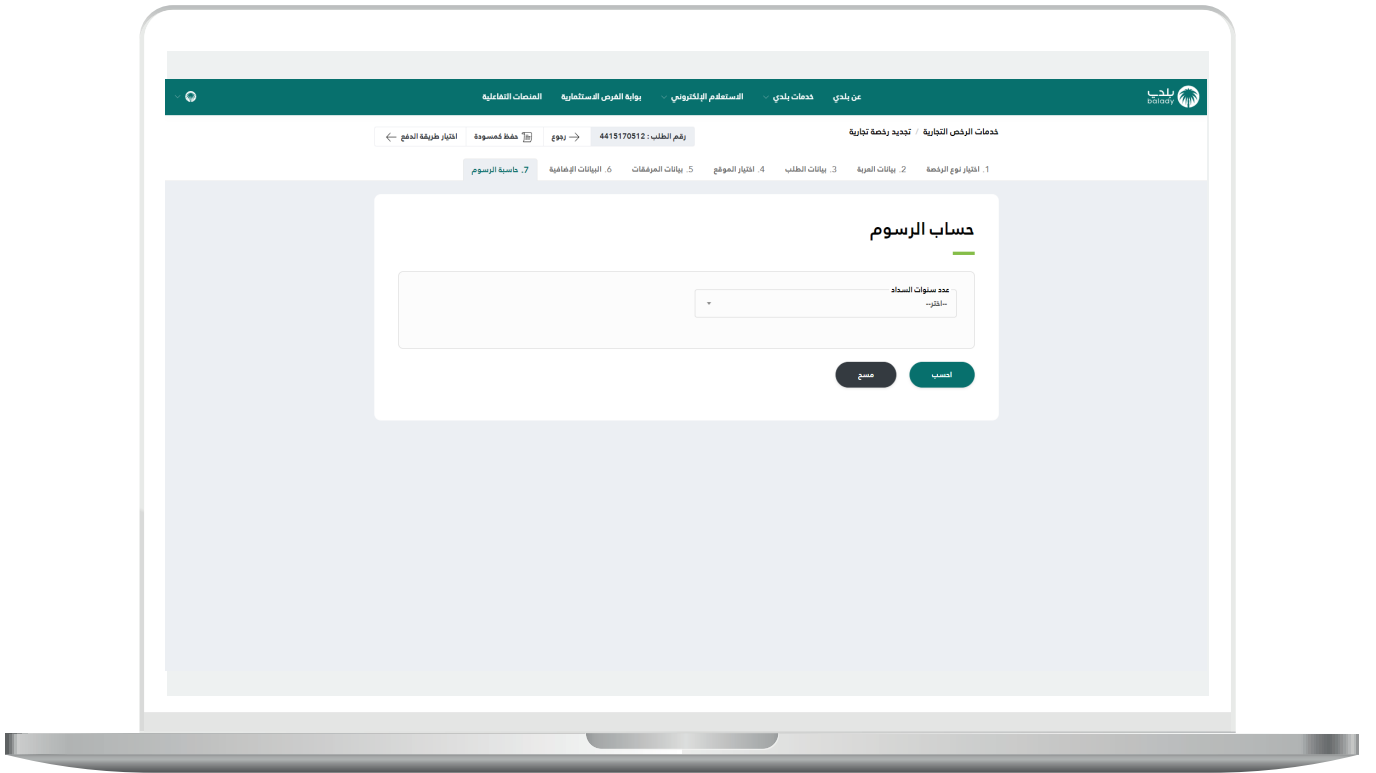 بلدي
balady
عن بلدي   خدمات بلدي   الاستعلام الإلكتروني   بوابة الفرص الاستثمارية   المنصات التفاعلية
خدمات الرخص التجارية / تجديد رخصة تجارية
رقم الطلب : 4415170512   رجوع   حفظ كمسودة   اختيار طريقة الدفع
1. اختيار نوع الرخصة   2. بيانات العربة   3. بيانات الطلب   4. اختيار الموقع   5. بيانات المرفقات   6. البيانات الإضافية   7. حاسبة الرسوم
حساب الرسوم
عدد سنوات السداد
--اختر--
احسب   مسح